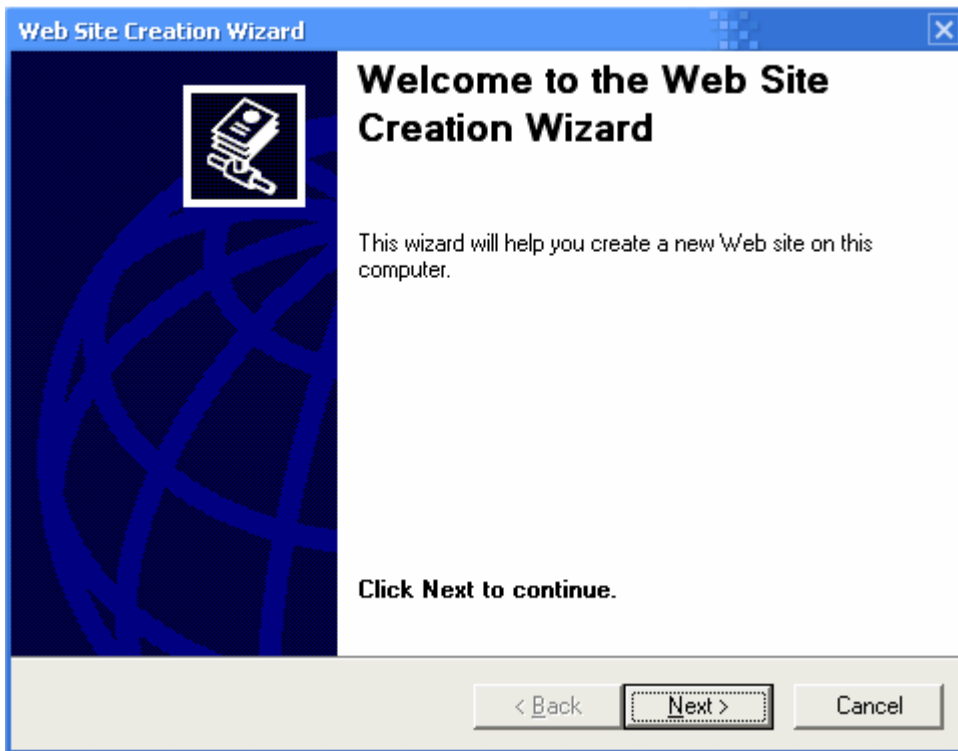 Web Site Creation Wizard
Welcome to the Web Site
Creation Wizard
This wizard will help you create a new Web site on this
computer.
Click Next to continue.
< Back
Next >
Cancel